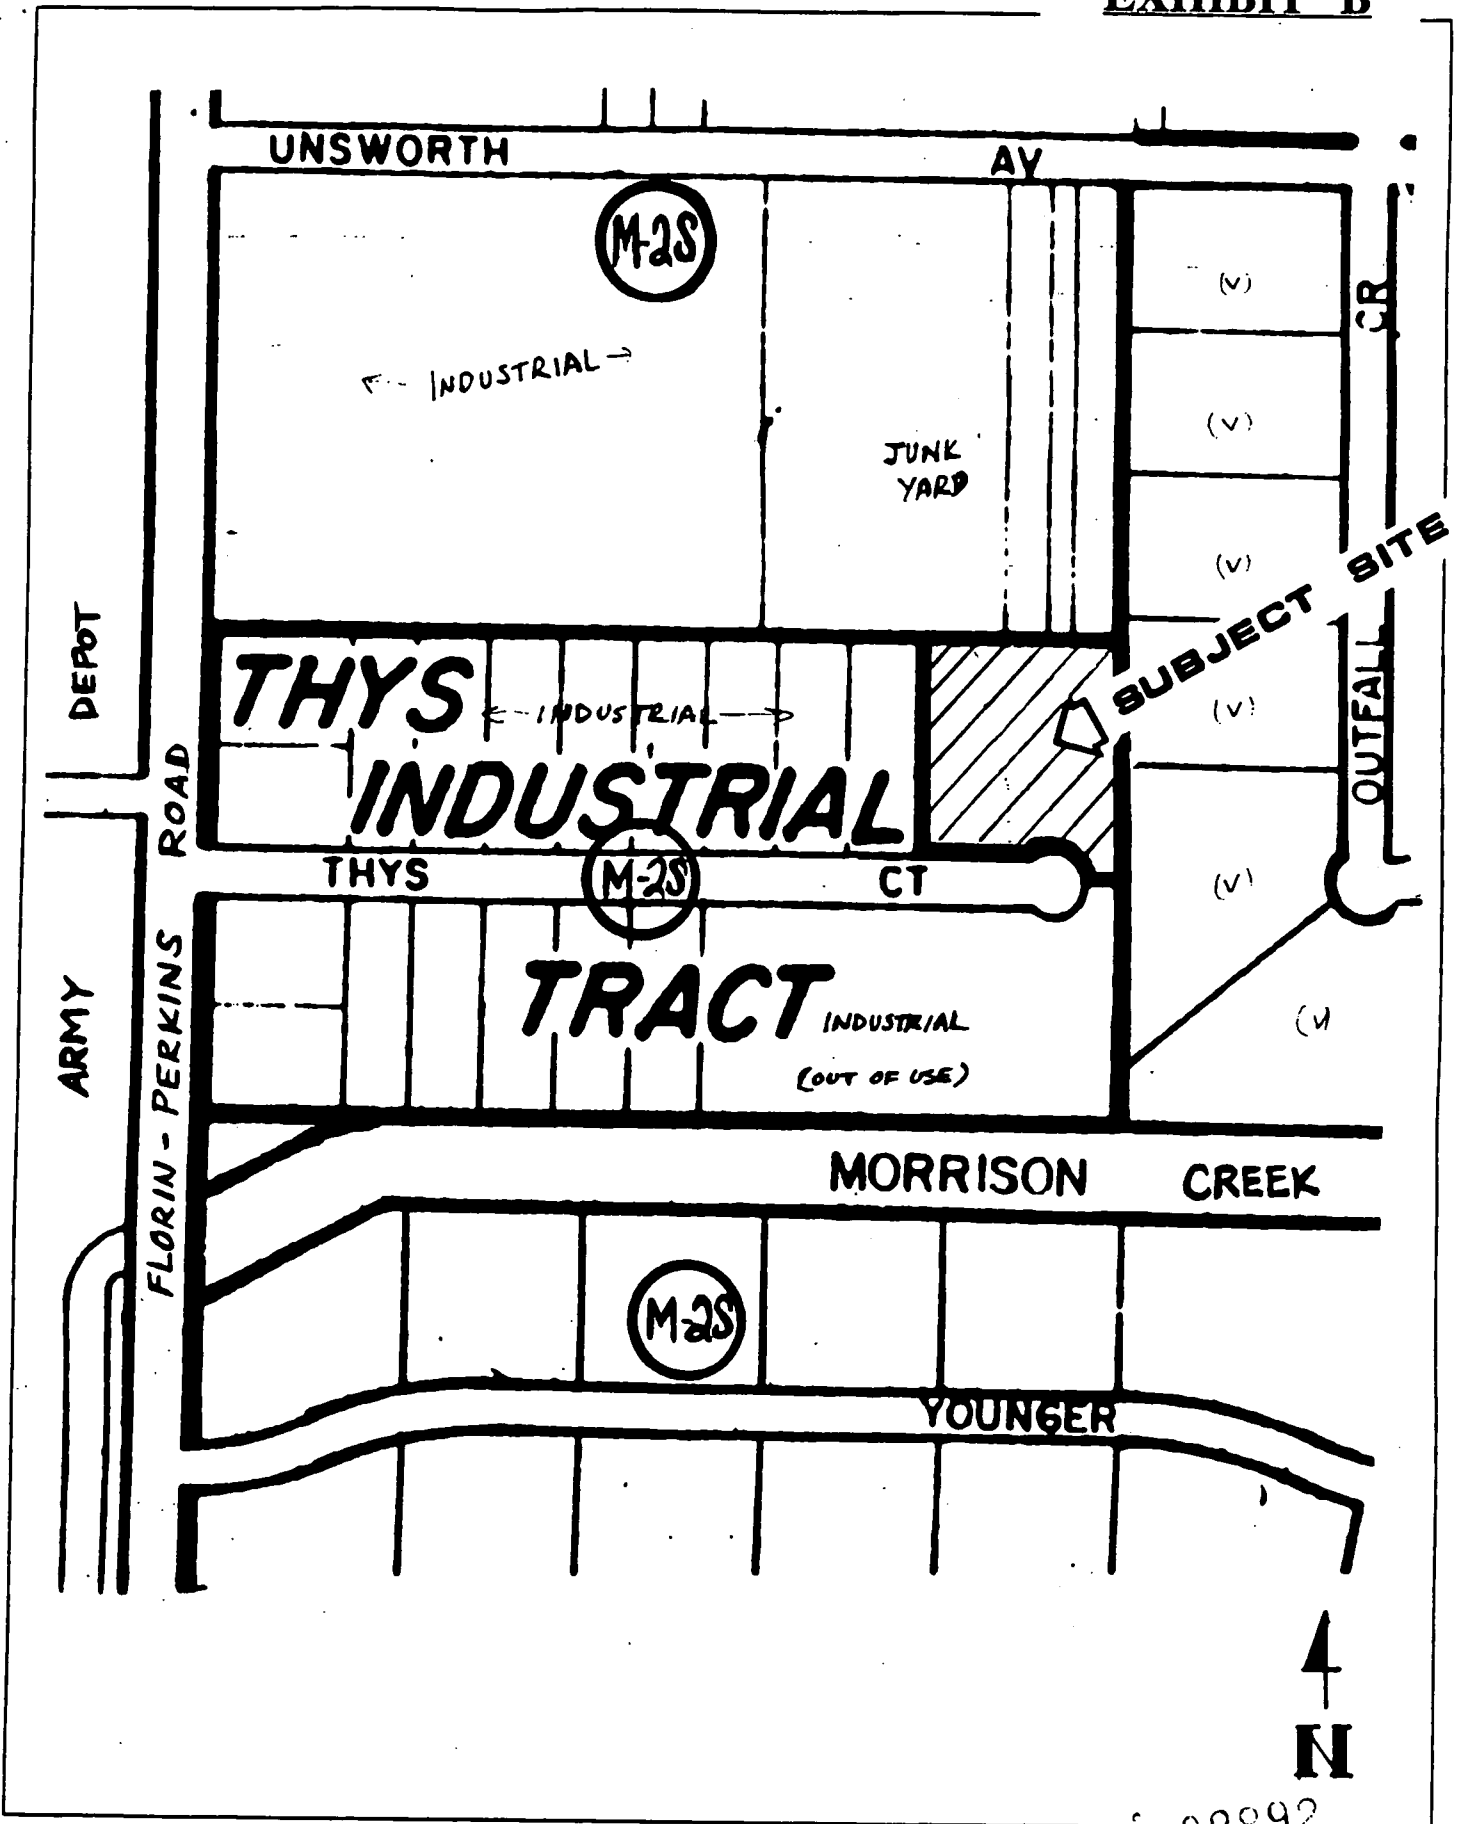 EXHIBIT B
UNSWORTH AV
M-2S
(V)
CR
← INDUSTRIAL →
(V)
JUNK
YARD
(V)
SUBJECT SITE
DEPOT
THYS
← INDUSTRIAL →
(V)
OUTFALL
INDUSTRIAL
ROAD
THYS
M-2S
CT
(V)
TRACT
INDUSTRIAL
(V)
(OUT OF USE)
ARMY
FLORIN - PERKINS
MORRISON CREEK
M-2S
YOUNGER
N